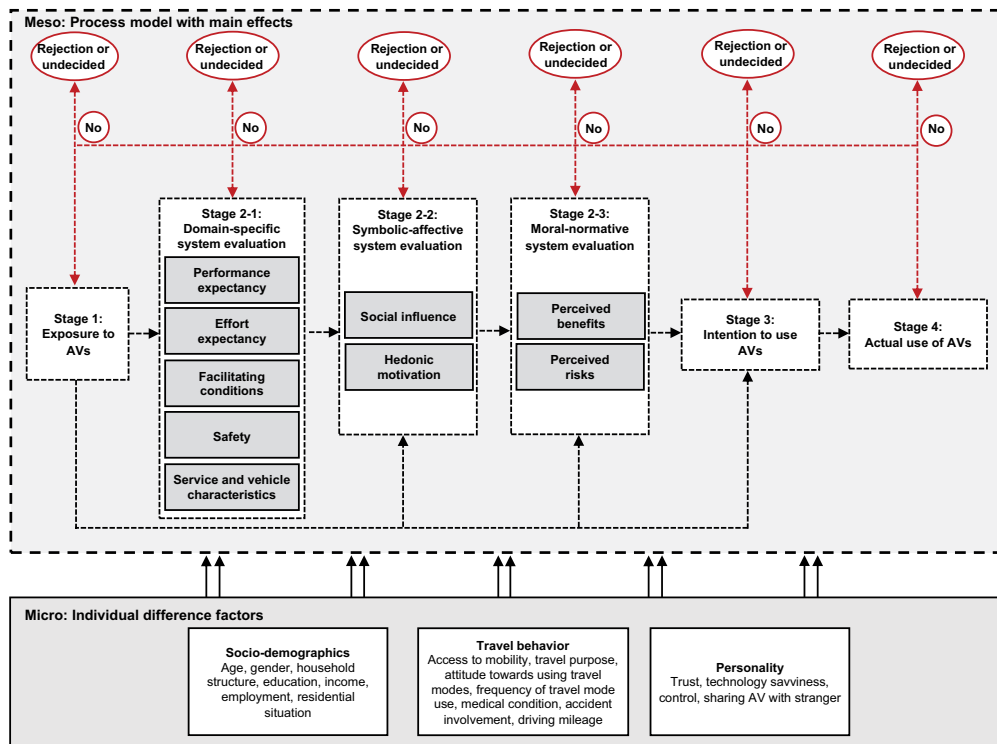 Meso: Process model with main effects
Rejection or
undecided
Rejection or
undecided
Rejection or
undecided
Rejection or
undecided
Rejection or
undecided
Rejection or
undecided
No
No
No
No
No
No
Stage 1:
Exposure to
AVs
Stage 2-1:
Domain-specific
system evaluation
Performance
expectancy
Effort
expectancy
Facilitating
conditions
Safety
Service and vehicle
characteristics
Stage 2-2:
Symbolic-affective
system evaluation
Social influence
Hedonic
motivation
Stage 2-3:
Moral-normative
system evaluation
Perceived
benefits
Perceived
risks
Stage 3:
Intention to use
AVs
Stage 4:
Actual use of AVs
Micro: Individual difference factors
Socio-demographics
Age, gender, household
structure, education, income,
employment, residential
situation
Travel behavior
Access to mobility, travel purpose,
attitude towards using travel
modes, frequency of travel mode
use, medical condition, accident
involvement, driving mileage
Personality
Trust, technology savviness,
control, sharing AV with stranger